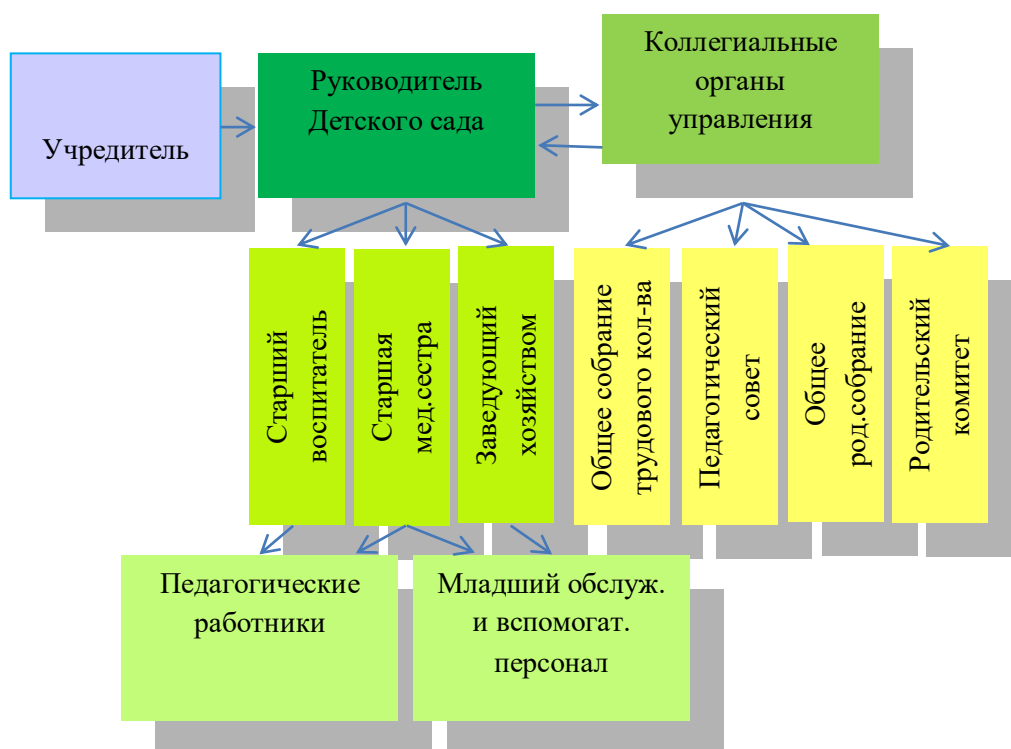 Учредитель
Руководитель
Детского сада
Коллегиальные
органы
управления
Старший
воспитатель
Старшая
мед.сестра
Заведующий
хозяйством
Общее собрание
трудового кол-ва
Педагогический
совет
Общее
род.собрание
Родительский
комитет
Педагогические
работники
Младший обслуж.
и вспомогат.
персонал